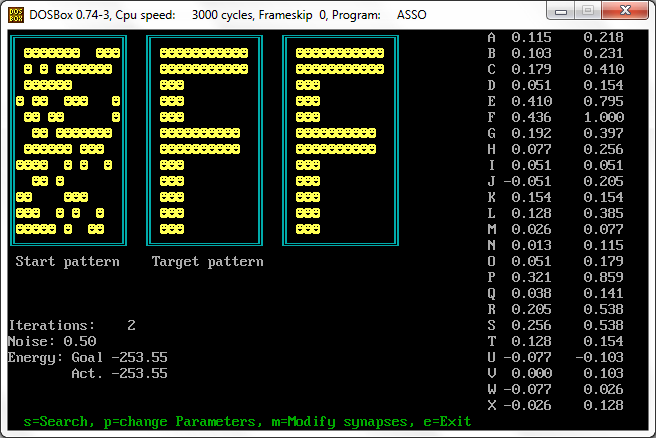 DOSBox 0.74-3, Cpu speed: 3000 cycles, Frameskip 0, Program: ASSO
A 0.115 0.218
B 0.103 0.231
C 0.179 0.410
D 0.051 0.154
E 0.410 0.795
F 0.436 1.000
G 0.192 0.397
H 0.077 0.256
I 0.051 0.051
J -0.051 0.205
K 0.154 0.154
L 0.128 0.385
M 0.026 0.077
N 0.013 0.115
O 0.051 0.179
P 0.321 0.859
Q 0.038 0.141
R 0.205 0.538
S 0.256 0.538
T 0.128 0.154
U -0.077 -0.103
V 0.000 0.103
W -0.077 0.026
X -0.026 0.128
Start pattern Target pattern
Iterations: 2
Noise: 0.50
Energy: Goal -253.55
Act. -253.55
s=Search, p=change Parameters, m=Modify synapses, e=Exit